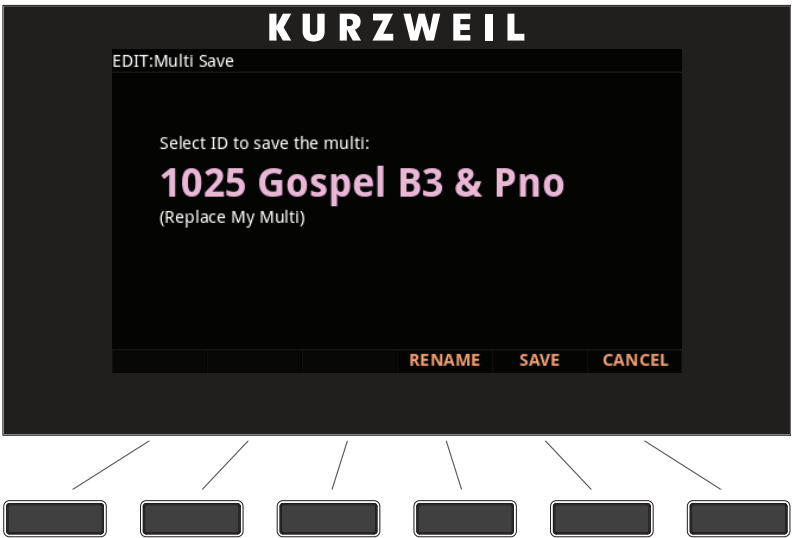 KURZWEIL
EDIT:Multi Save
Select ID to save the multi:
1025 Gospel B3 & Pno
(Replace My Multi)
RENAME SAVE CANCEL